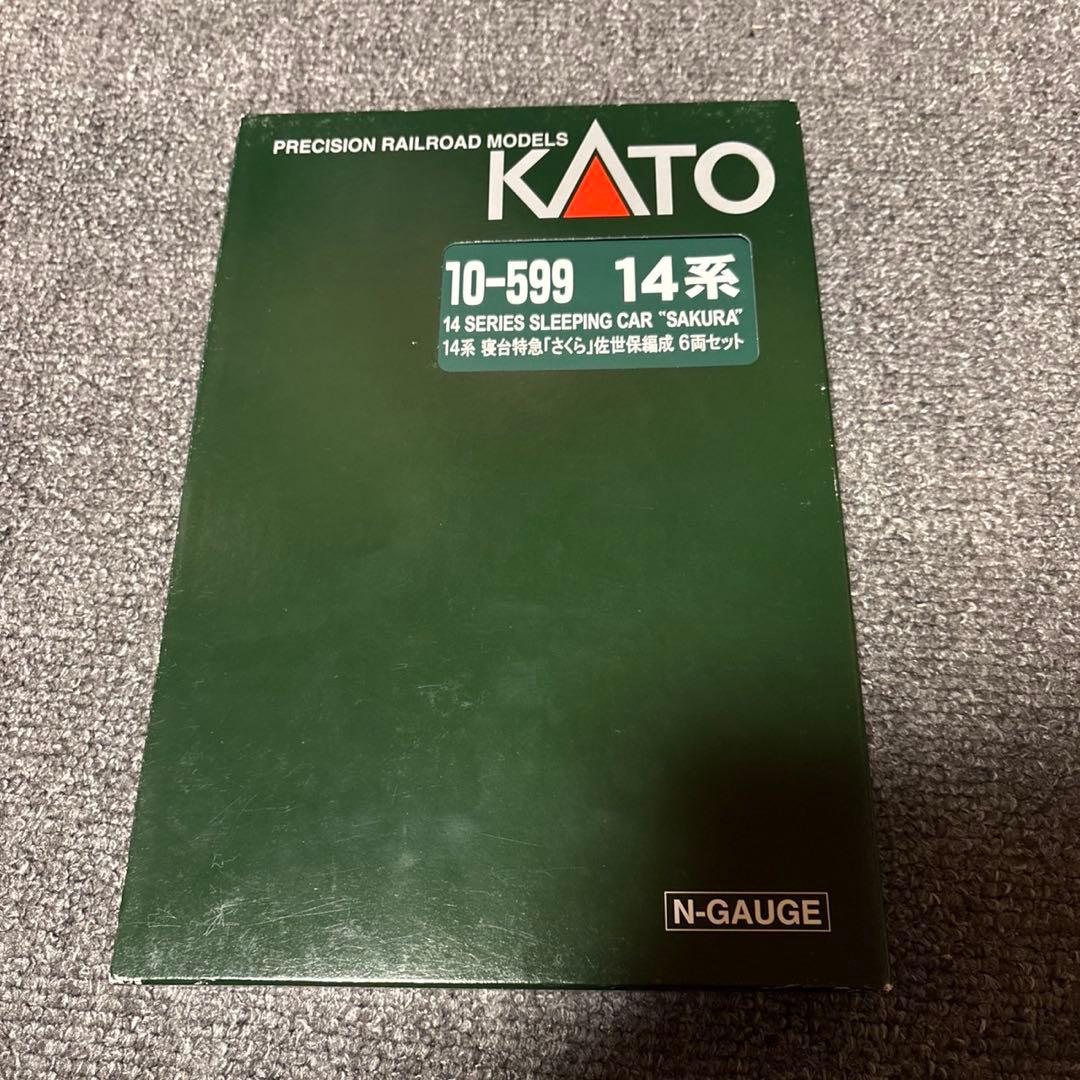 PRECISION RAILROAD MODELS
KATO
10-599 14系
14 SERIES SLEEPING CAR "SAKURA"
14系 寝台特急「さくら」佐世保編成 6両セット
N-GAUGE